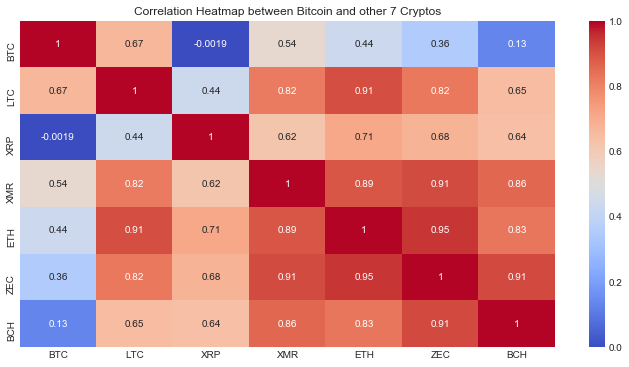 Correlation Heatmap between Bitcoin and other 7 Cryptos
BTC 1 0.67 -0.0019 0.54 0.44 0.36 0.13
LTC 0.67 1 0.44 0.82 0.91 0.82 0.65
XRP -0.0019 0.44 1 0.62 0.71 0.68 0.64
XMR 0.54 0.82 0.62 1 0.89 0.91 0.86
ETH 0.44 0.91 0.71 0.89 1 0.95 0.83
ZEC 0.36 0.82 0.68 0.91 0.95 1 0.91
BCH 0.13 0.65 0.64 0.86 0.83 0.91 1
BTC LTC XRP XMR ETH ZEC BCH
1.0
0.8
0.6
0.4
0.2
0.0